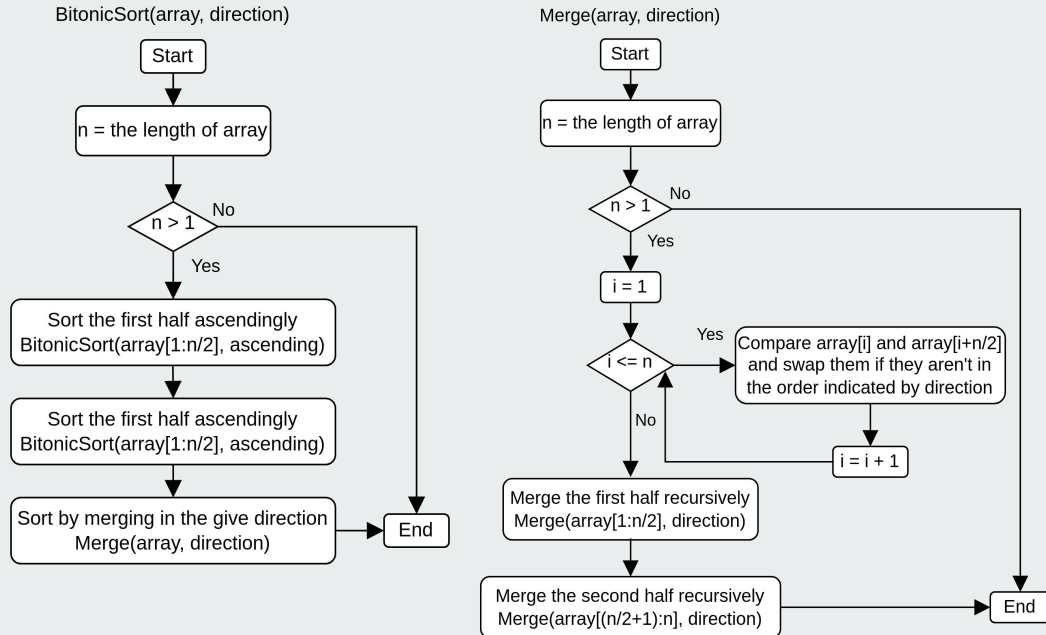 BitonicSort(array, direction)
Start
n = the length of array
n > 1
No
Yes
Sort the first half ascendingly
BitonicSort(array[1:n/2], ascending)
Sort the first half ascendingly
BitonicSort(array[1:n/2], ascending)
Sort by merging in the give direction
Merge(array, direction)
End
Merge(array, direction)
Start
n = the length of array
n > 1
No
Yes
i = 1
i <= n
Yes
Compare array[i] and array[i+n/2]
and swap them if they aren't in
the order indicated by direction
i = i + 1
No
Merge the first half recursively
Merge(array[1:n/2], direction)
Merge the second half recursively
Merge(array[(n/2+1):n], direction)
End